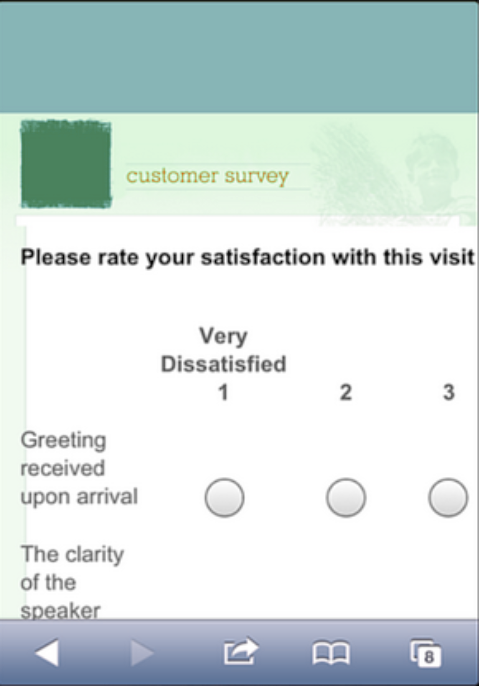 customer survey
Please rate your satisfaction with this visit
Very
Dissatisfied
1 2 3
Greeting
received
upon arrival
The clarity
of the
speaker
8